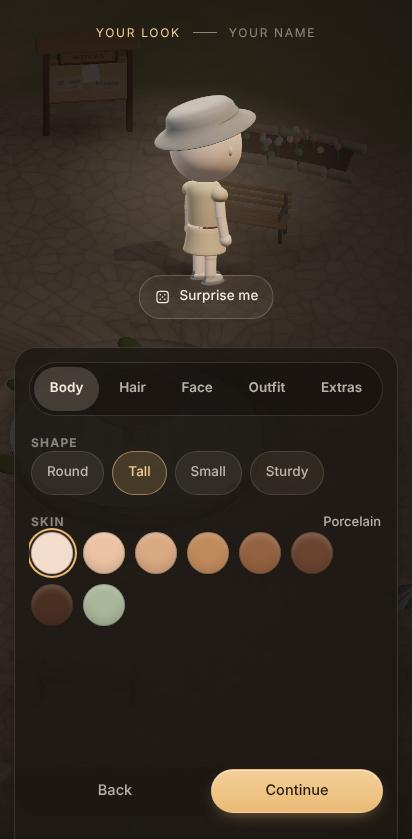 YOUR LOOK — YOUR NAME
Surprise me
Body Hair Face Outfit Extras
SHAPE
Round Tall Small Sturdy
SKIN Porcelain
Back Continue